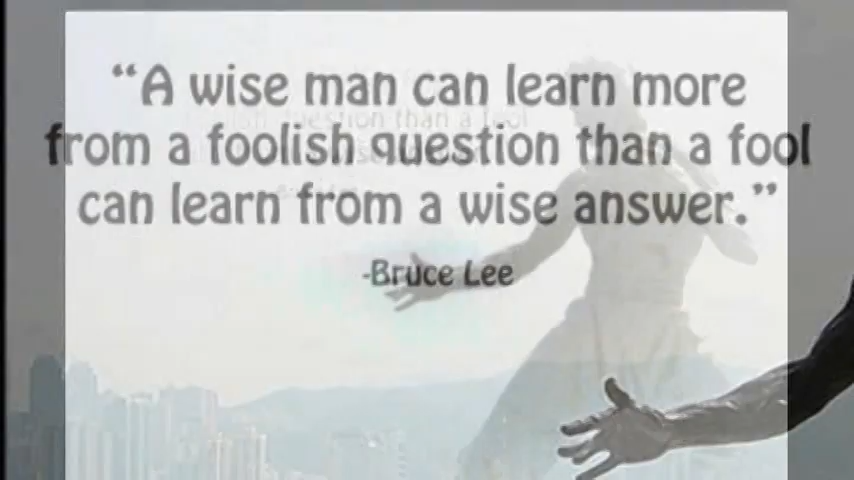 “A wise man can learn more
from a foolish question than a fool
can learn from a wise answer.”
-Bruce Lee